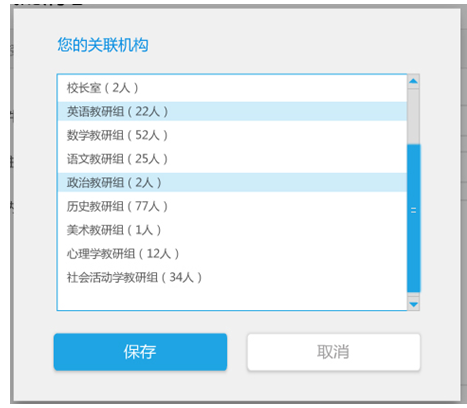 您的关联机构
校长室（2人）
英语教研组（22人）
数学教研组（52人）
语文教研组（25人）
政治教研组（2人）
历史教研组（77人）
美术教研组（1人）
心理学教研组（12人）
社会活动学教研组（34人）
保存
取消